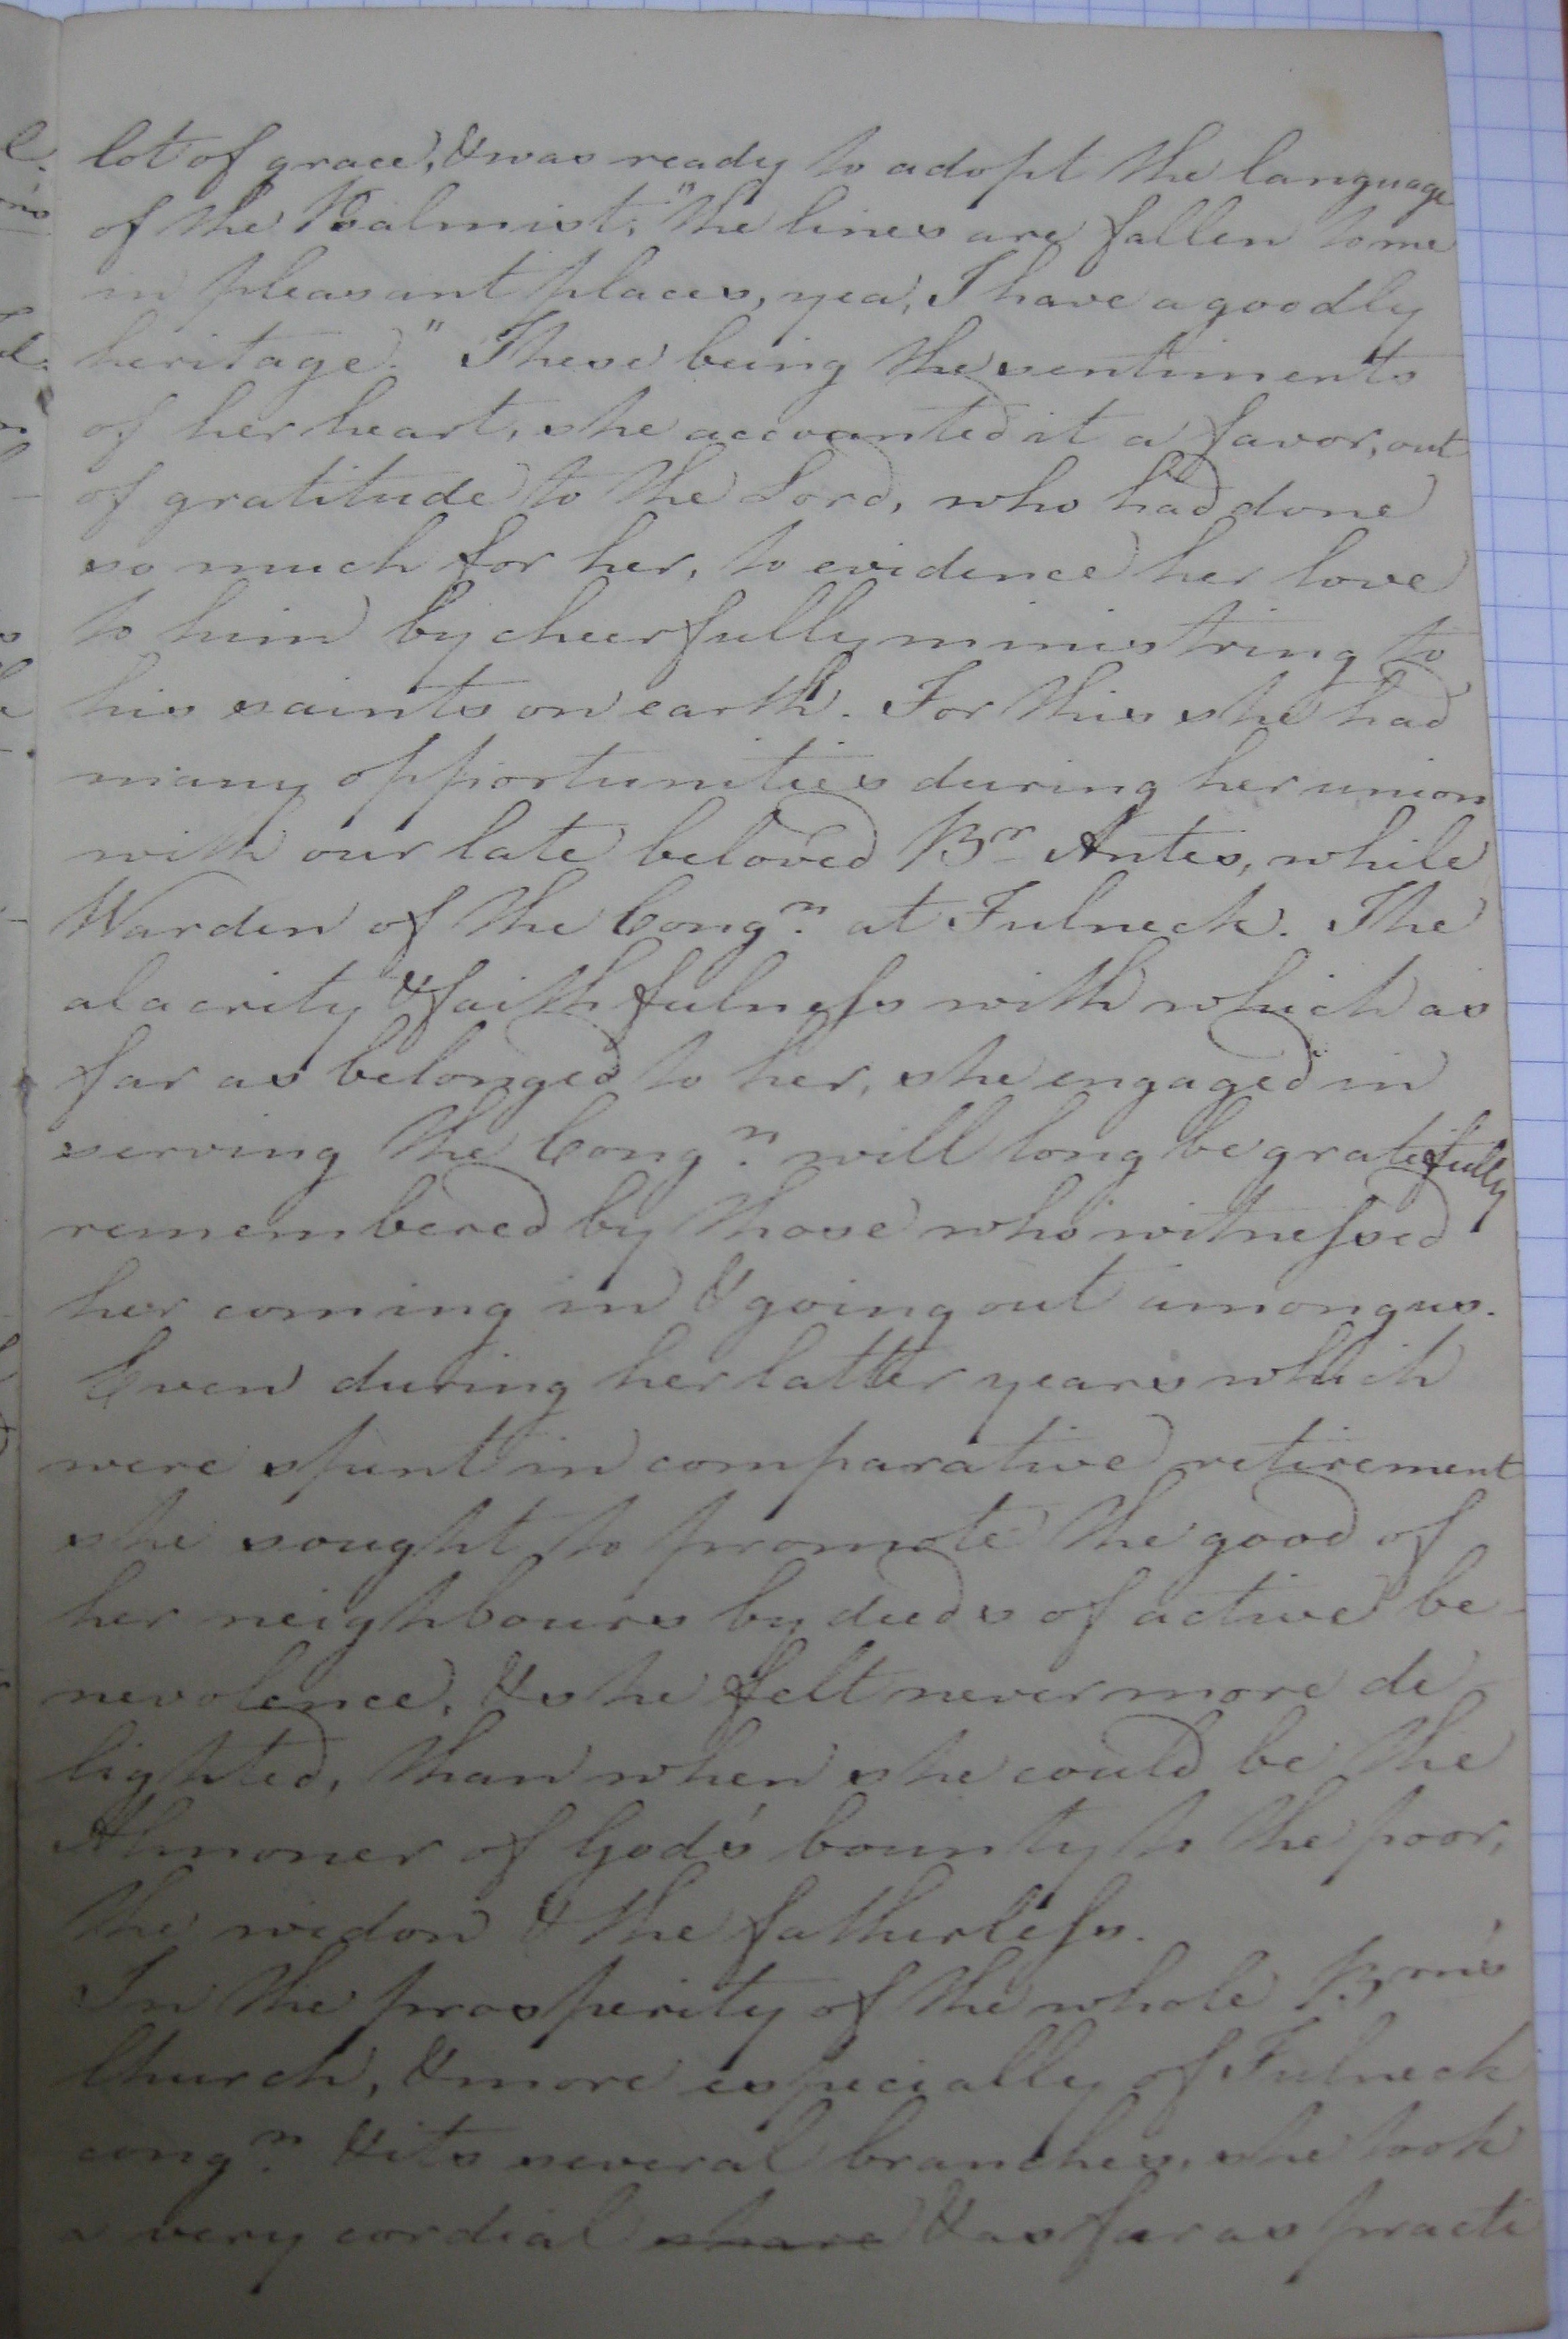 lot of grace, & was ready to adopt the language
of the Psalmist, "the lines are fallen to me
in pleasant places, yea, I have a goodly
heritage." These being the sentiments
of her heart, she accounted it a favor, out
of gratitude to the Lord, who had done
so much for her, to evidence her love
to him by cheerfully ministring to
his saints on earth. For this she had
many opportunities during her union
with our late beloved Br. Antes, while
Warden of the Congn. at Fulneck. The
alacrity & faithfulness with which as
far as belonged to her, she engaged in
serving the Congn. will long be gratefully
remembered by those who witnessed
her coming in & going out among us.
Even during her latter years which
were spent in comparative retirement
she sought to promote the good of
her neighbours by deeds of active be-
nevolence, & she felt never more de-
lighted, than when she could be the
Almoner of God's bounty to the poor,
the widow & the fatherless.
In the prosperity of the whole Brn's
Church, & more especially of Fulneck
congn. & its several branches, she took
a very cordial share & as far as practi